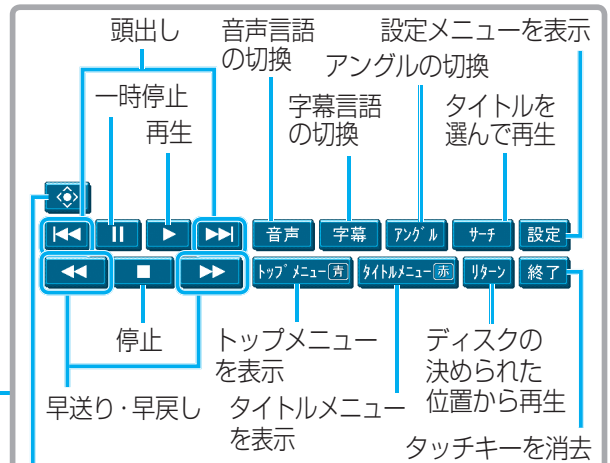 頭出し
音声言語
の切換
設定メニューを表示
アングルの切換
一時停止
字幕言語
の切換
タイトルを
選んで再生
再生
音声
字幕
アングル
サーチ
設定
トップメニュー青
タイトルメニュー赤
リターン
終了
停止
トップメニュー
を表示
ディスクの
決められた
位置から再生
早送り・早戻し
タイトルメニュー
を表示
タッチキーを消去